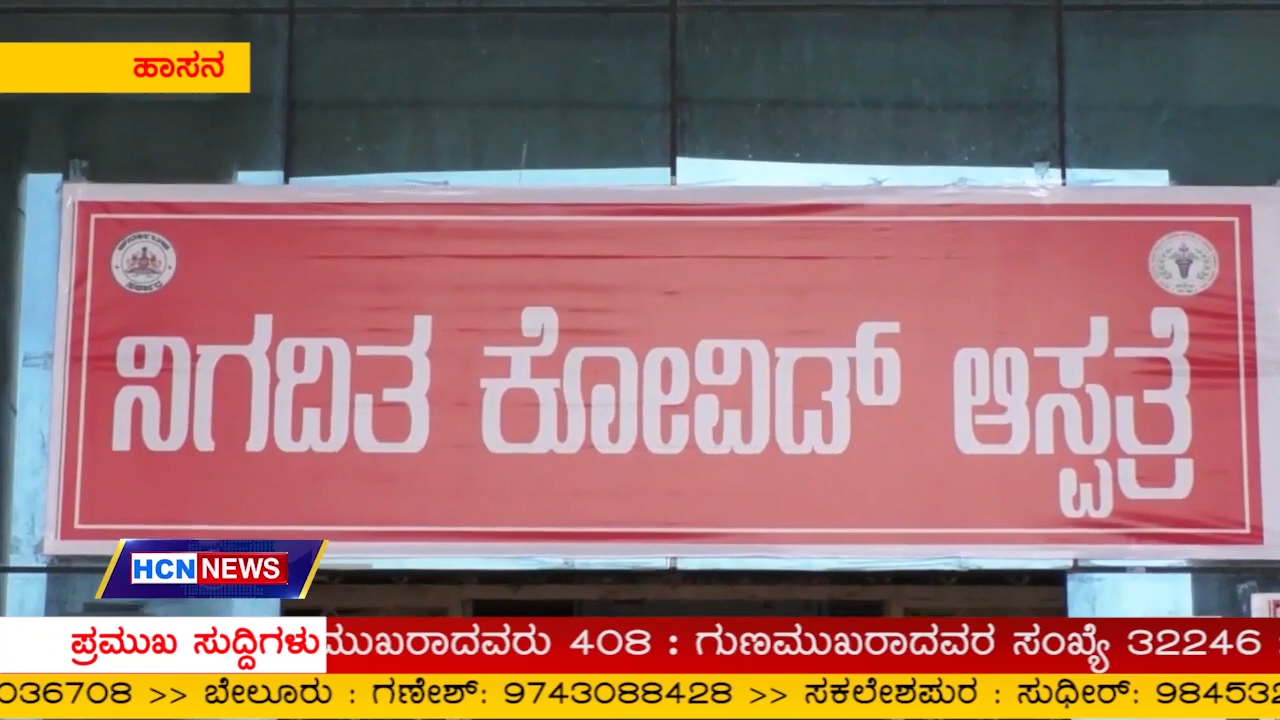 ಹಾಸನ
ನಿಗದಿತ ಕೋವಿಡ್ ಆಸ್ಪತ್ರೆ
HCN NEWS
ಪ್ರಮುಖ ಸುದ್ದಿಗಳು
ಮುಖರಾದವರು 408 : ಗುಣಮುಖರಾದವರ ಸಂಖ್ಯೆ 32246
036708 >> ಬೇಲೂರು : ಗಣೇಶ್: 9743088428 >> ಸಕಲೇಶಪುರ : ಸುಧೀರ್: 984532